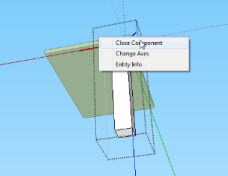 Close Component
Change Axes
Entity Info